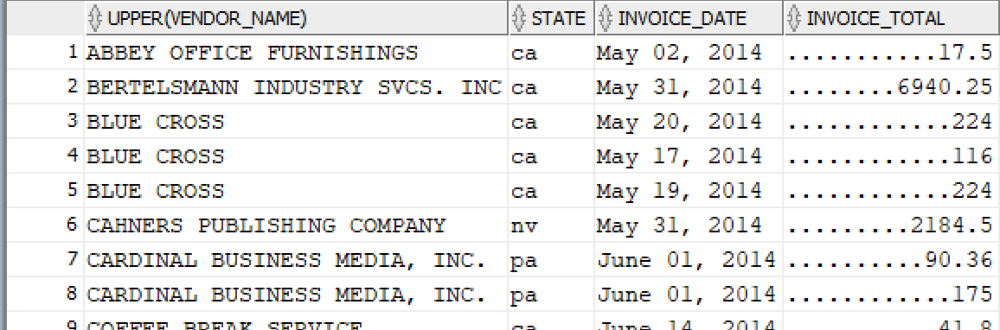 UPPER(VENDOR_NAME) STATE INVOICE_DATE INVOICE_TOTAL
1 ABBEY OFFICE FURNISHINGS ca May 02, 2014 ...........17.5
2 BERTELSMANN INDUSTRY SVCS. INC ca May 31, 2014 ........6940.25
3 BLUE CROSS ca May 20, 2014 ............224
4 BLUE CROSS ca May 17, 2014 ............116
5 BLUE CROSS ca May 19, 2014 ............224
6 CAHNERS PUBLISHING COMPANY nv May 31, 2014 .........2184.5
7 CARDINAL BUSINESS MEDIA, INC. pa June 01, 2014 ..........90.36
8 CARDINAL BUSINESS MEDIA, INC. pa June 01, 2014 ............175
9 COFFEE BREAK SERVICE ca June 14, 2014 ...........41.8